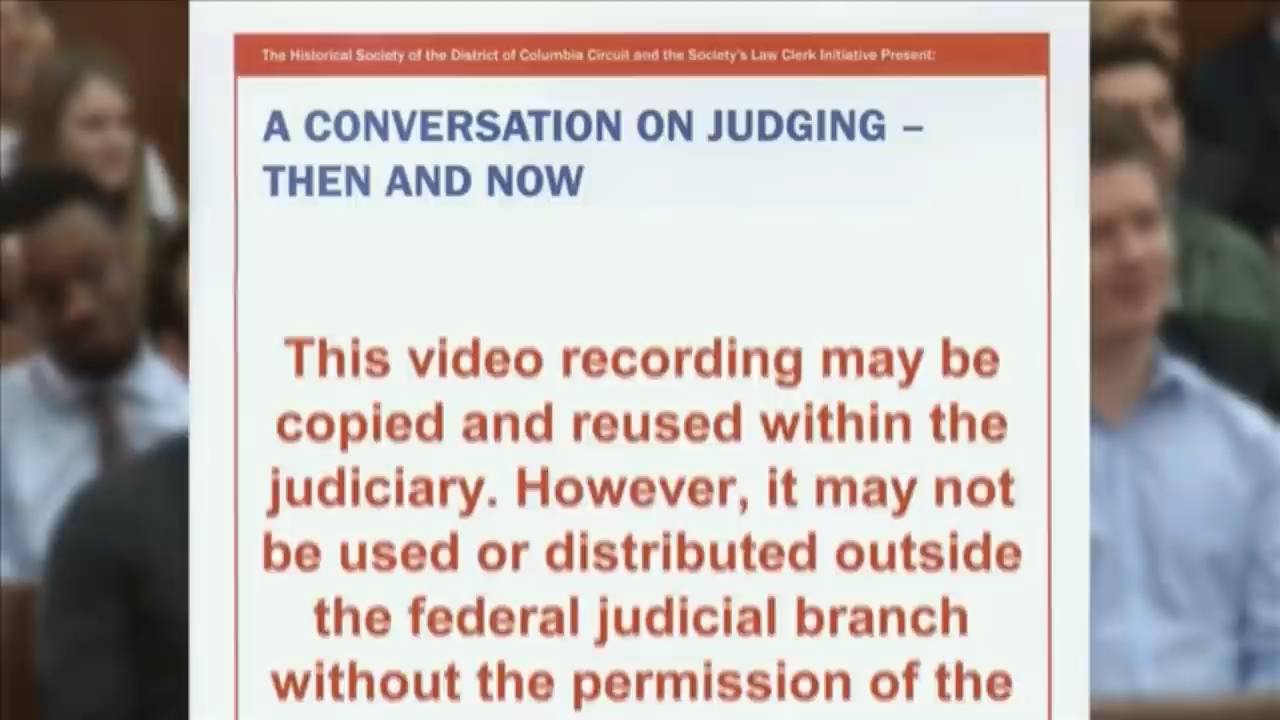 The Historical Society of the District of Columbia Circuit and the Society's Law Clerk Initiative Present:
A CONVERSATION ON JUDGING –
THEN AND NOW
This video recording may be
copied and reused within the
judiciary. However, it may not
be used or distributed outside
the federal judicial branch
without the permission of the